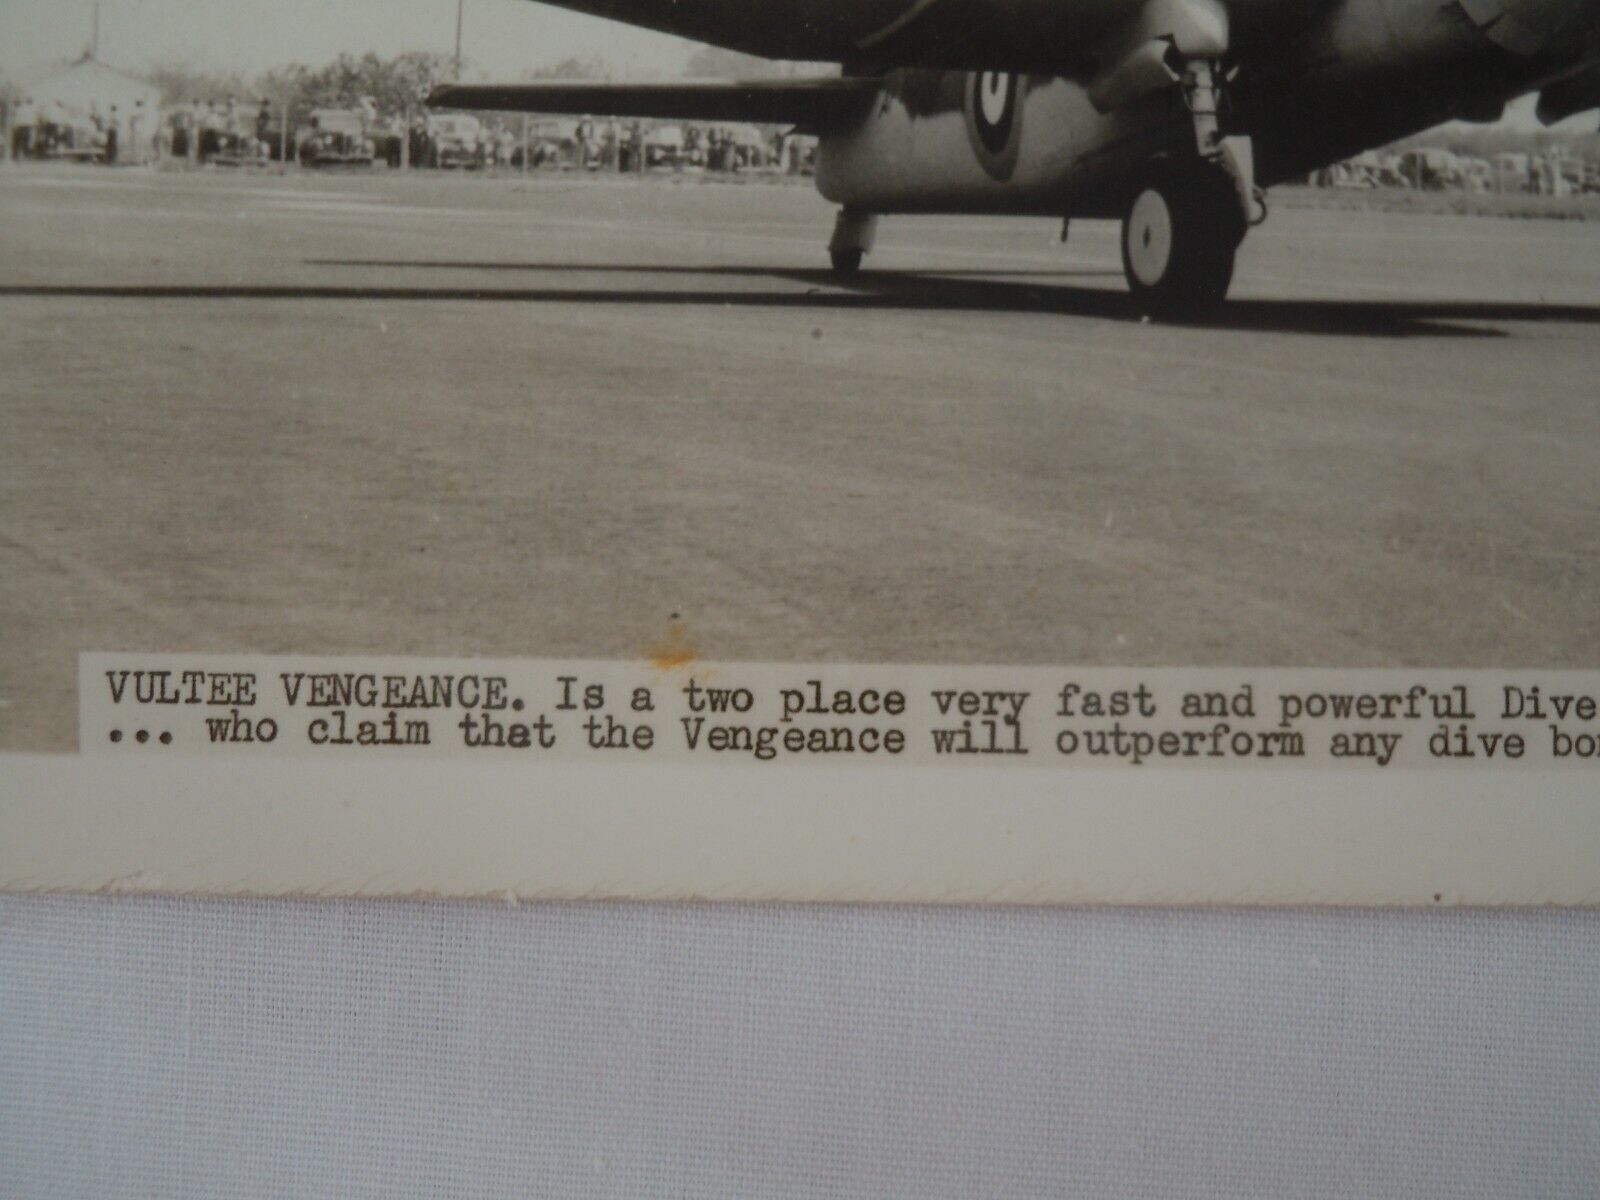 VULTEE VENGEANCE. Is a two place very fast and powerful Dive
... who claim that the Vengeance will outperform any dive